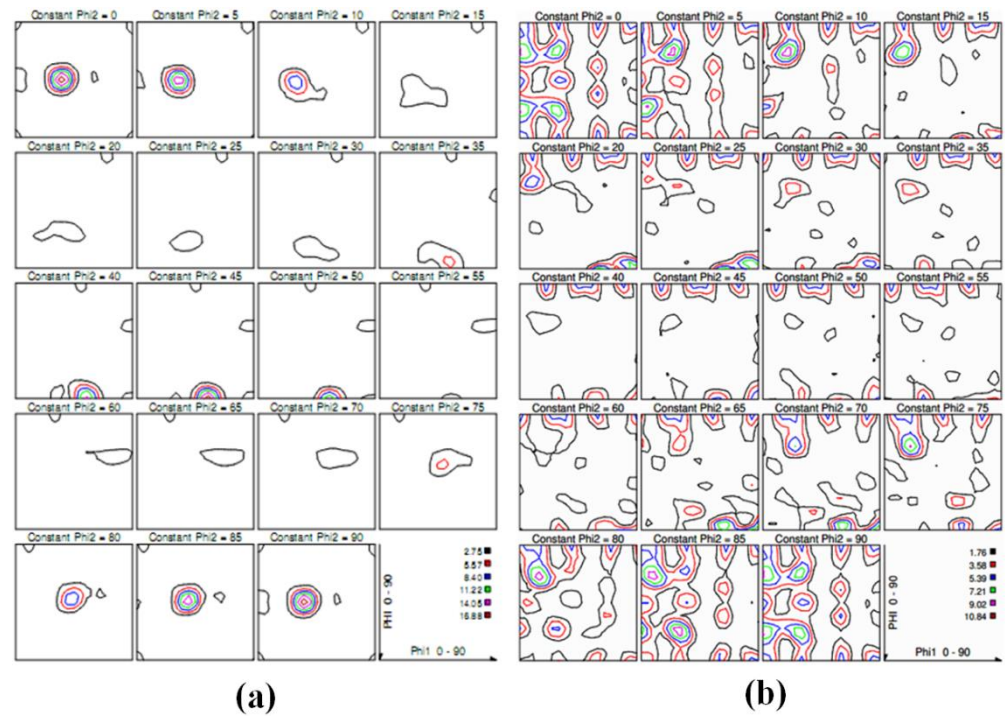 Constant Phi2 = 0 Constant Phi2 = 5 Constant Phi2 = 10 Constant Phi2 = 15
Constant Phi2 = 20 Constant Phi2 = 25 Constant Phi2 = 30 Constant Phi2 = 35
Constant Phi2 = 40 Constant Phi2 = 45 Constant Phi2 = 50 Constant Phi2 = 55
Constant Phi2 = 60 Constant Phi2 = 65 Constant Phi2 = 70 Constant Phi2 = 75
Constant Phi2 = 80 Constant Phi2 = 85 Constant Phi2 = 90
2.75
5.57
8.40
11.22
14.05
16.88
PHI 0 - 90
Phi1 0 - 90
(a)
Constant Phi2 = 0 Constant Phi2 = 5 Constant Phi2 = 10 Constant Phi2 = 15
Constant Phi2 = 20 Constant Phi2 = 25 Constant Phi2 = 30 Constant Phi2 = 35
Constant Phi2 = 40 Constant Phi2 = 45 Constant Phi2 = 50 Constant Phi2 = 55
Constant Phi2 = 60 Constant Phi2 = 65 Constant Phi2 = 70 Constant Phi2 = 75
Constant Phi2 = 80 Constant Phi2 = 85 Constant Phi2 = 90
1.76
3.58
5.39
7.21
9.02
10.84
PHI 0 - 90
Phi1 0 - 90
(b)